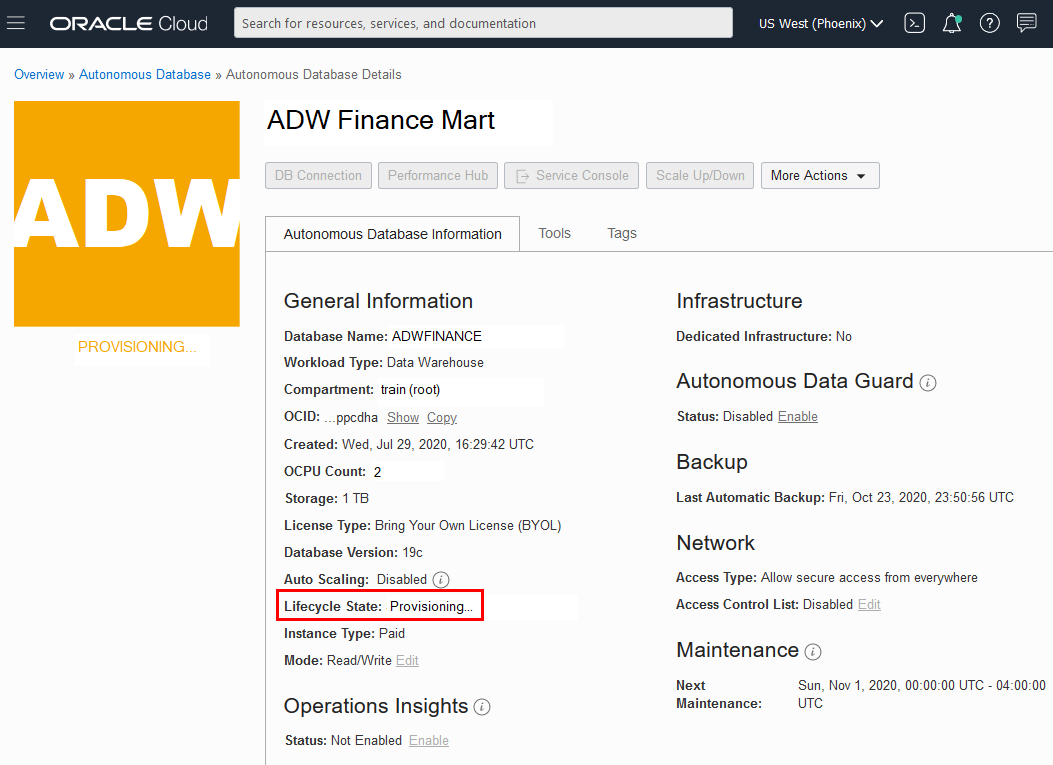 ORACLE Cloud
Search for resources, services, and documentation
US West (Phoenix)
Overview » Autonomous Database » Autonomous Database Details
ADW
PROVISIONING...
ADW Finance Mart
DB Connection
Performance Hub
Service Console
Scale Up/Down
More Actions
Autonomous Database Information
Tools
Tags
General Information
Database Name: ADWFINANCE
Workload Type: Data Warehouse
Compartment: train (root)
OCID: ...ppcdha Show Copy
Created: Wed, Jul 29, 2020, 16:29:42 UTC
OCPU Count: 2
Storage: 1 TB
License Type: Bring Your Own License (BYOL)
Database Version: 19c
Auto Scaling: Disabled
Lifecycle State: Provisioning...
Instance Type: Paid
Mode: Read/Write Edit
Operations Insights
Status: Not Enabled Enable
Infrastructure
Dedicated Infrastructure: No
Autonomous Data Guard
Status: Disabled Enable
Backup
Last Automatic Backup: Fri, Oct 23, 2020, 23:50:56 UTC
Network
Access Type: Allow secure access from everywhere
Access Control List: Disabled Edit
Maintenance
Next Maintenance: Sun, Nov 1, 2020, 00:00:00 UTC - 04:00:00 UTC